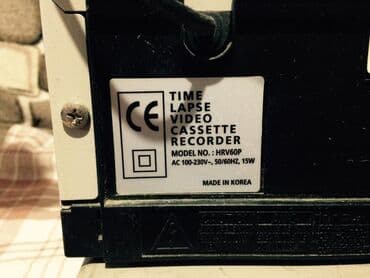 CE
TIME
LAPSE
VIDEO
CASSETTE
RECORDER
MODEL NO. : HRV60P
AC 100-230V~, 50/60HZ, 15W
MADE IN KOREA